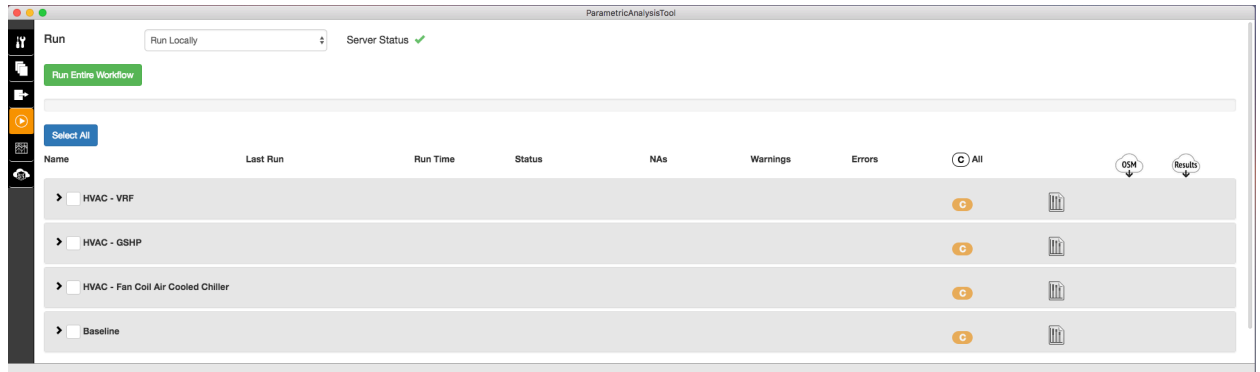 ParametricAnalysisTool
Run Run Locally Server Status
Run Entire Workflow
Select All
Name Last Run Run Time Status NAs Warnings Errors C All OSM Results
HVAC - VRF C
HVAC - GSHP C
HVAC - Fan Coil Air Cooled Chiller C
Baseline C